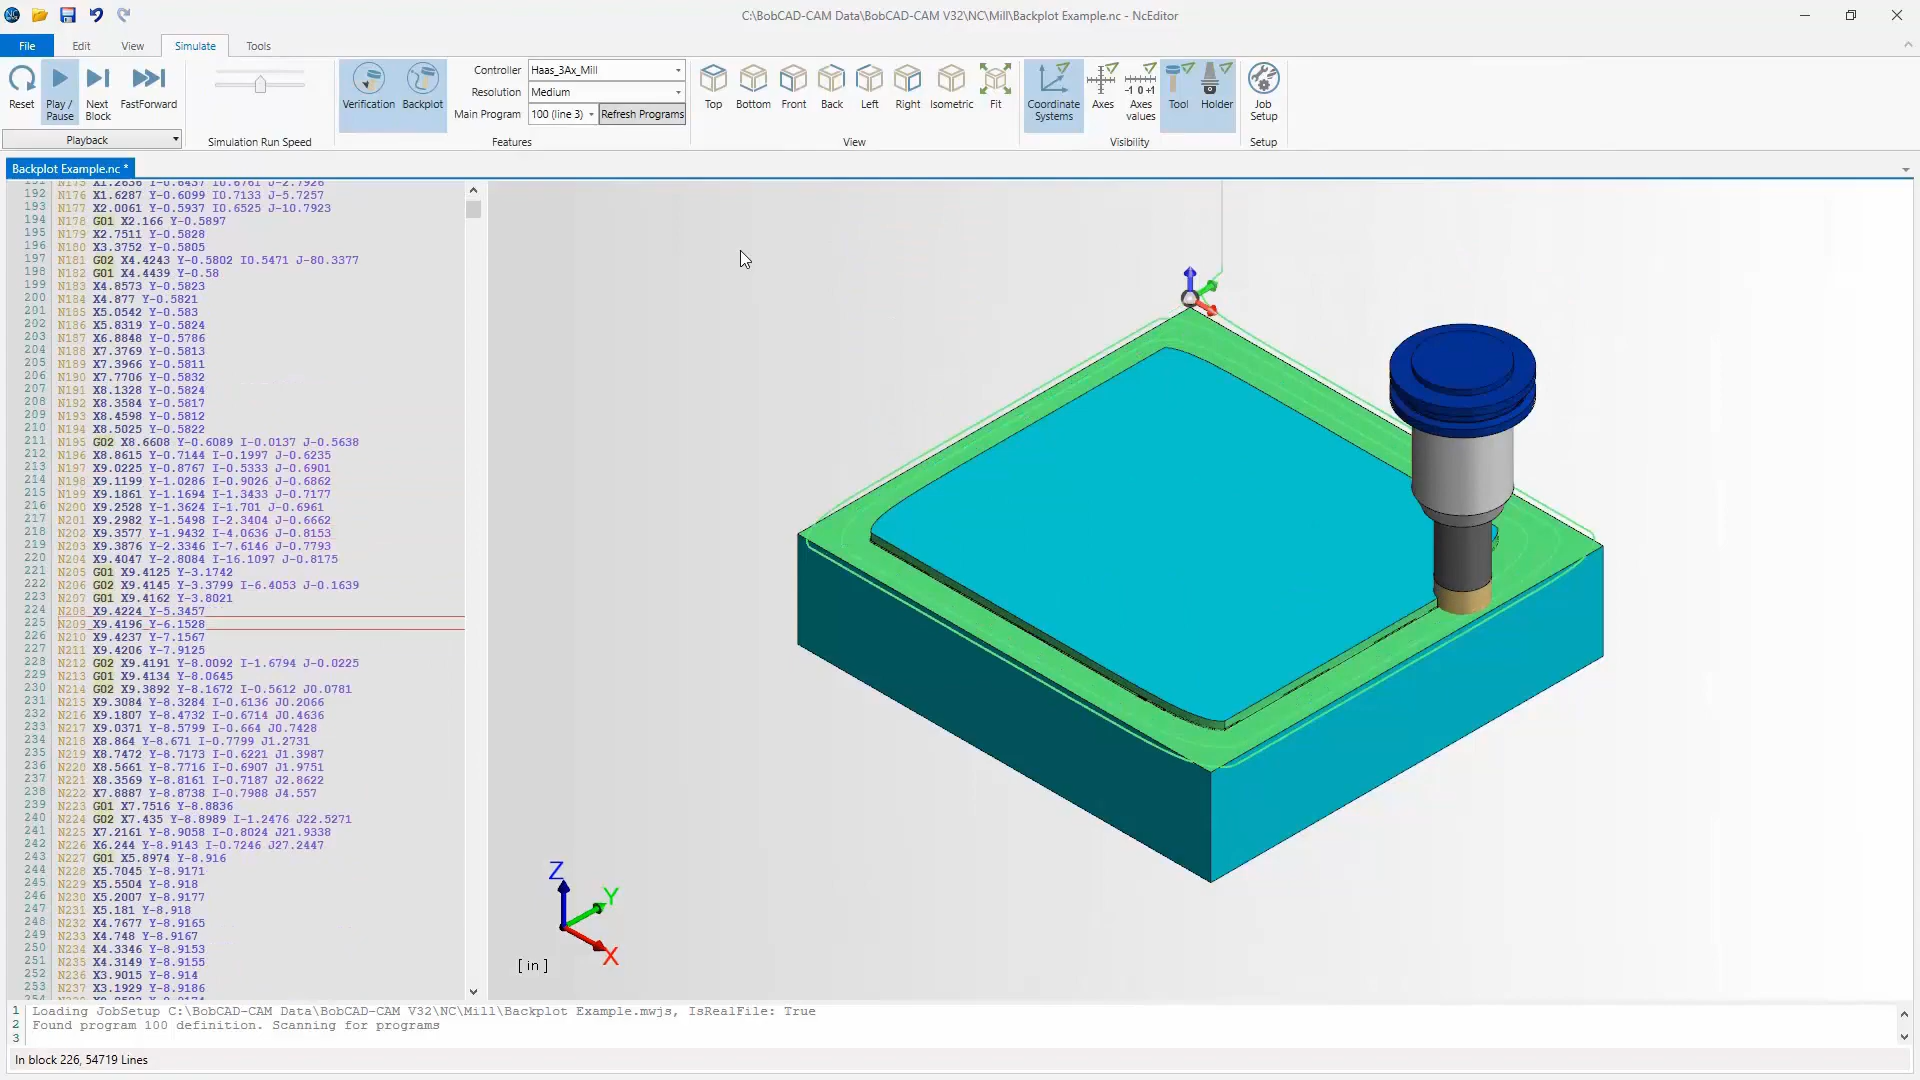 C:\BobCAD-CAM Data\BobCAD-CAM V32\NC\Mill\Backplot Example.nc - NcEditor
File Edit View Simulate Tools
Reset
Play / Pause
Next Block
FastForward
Playback
Simulation Run Speed
Verification
Backplot
Controller Haas_3Ax_Mill
Resolution Medium
Main Program 100 (line 3) Refresh Programs
Features
Top Bottom Front Back Left Right Isometric Fit
View
Coordinate Systems
Axes
Axes values
Tool
Holder
Visibility
Job Setup
Setup
Backplot Example.nc *
191 N175 X1.2636 I-0.6437 I0.6761 J-2.7926
192 N176 X1.6287 Y-0.6099 I0.7133 J-5.7257
193 N177 X2.0061 Y-0.5937 I0.6525 J-10.7923
194 N178 G01 X2.166 Y-0.5897
195 N179 X2.7511 Y-0.5828
196 N180 X3.3752 Y-0.5805
197 N181 G02 X4.4243 Y-0.5802 I0.5471 J-80.3377
198 N182 G01 X4.4439 Y-0.58
199 N183 X4.8573 Y-0.5823
200 N184 X4.877 Y-0.5821
201 N185 X5.0542 Y-0.583
202 N186 X5.8319 Y-0.5824
203 N187 X6.8848 Y-0.5786
204 N188 X7.3769 Y-0.5813
205 N189 X7.3966 Y-0.5811
206 N190 X7.7706 Y-0.5832
207 N191 X8.1328 Y-0.5824
208 N192 X8.3584 Y-0.5817
209 N193 X8.4598 Y-0.5812
210 N194 X8.5025 Y-0.5822
211 N195 G02 X8.6608 Y-0.6089 I-0.0137 J-0.5638
212 N196 X8.8615 Y-0.7144 I-0.1997 J-0.6235
213 N197 X9.0225 Y-0.8767 I-0.5333 J-0.6901
214 N198 X9.1199 Y-1.0286 I-0.9026 J-0.6862
215 N199 X9.1861 Y-1.1694 I-1.3433 J-0.7177
216 N200 X9.2528 Y-1.3624 I-1.701 J-0.6961
217 N201 X9.2982 Y-1.5498 I-2.3404 J-0.6662
218 N202 X9.3577 Y-1.9432 I-4.0636 J-0.8153
219 N203 X9.3876 Y-2.3346 I-7.6146 J-0.7793
220 N204 X9.4047 Y-2.8084 I-16.1097 J-0.8175
221 N205 G01 X9.4125 Y-3.1742
222 N206 G02 X9.4145 Y-3.3799 I-6.4053 J-0.1639
223 N207 G01 X9.4162 Y-3.8021
224 N208 X9.4224 Y-5.3457
225 N209 X9.4196 Y-6.1528
226 N210 X9.4237 Y-7.1567
227 N211 X9.4206 Y-7.9125
228 N212 G02 X9.4191 Y-8.0092 I-1.6794 J-0.0225
229 N213 G01 X9.4134 Y-8.0645
230 N214 G02 X9.3892 Y-8.1672 I-0.5612 J0.0781
231 N215 X9.3084 Y-8.3284 I-0.6136 J0.2066
232 N216 X9.1807 Y-8.4732 I-0.6714 J0.4636
233 N217 X9.0371 Y-8.5799 I-0.664 J0.7428
234 N218 X8.864 Y-8.671 I-0.7799 J1.2731
235 N219 X8.7472 Y-8.7173 I-0.6221 J1.3987
236 N220 X8.5661 Y-8.7716 I-0.6907 J1.9751
237 N221 X8.3569 Y-8.8161 I-0.7187 J2.8622
238 N222 X7.8887 Y-8.8738 I-0.7988 J4.557
239 N223 G01 X7.7516 Y-8.8836
240 N224 G02 X7.435 Y-8.8989 I-1.2476 J22.5271
241 N225 X7.2161 Y-8.9058 I-0.8024 J21.9338
242 N226 X6.244 Y-8.9143 I-0.7246 J27.2447
243 N227 G01 X5.8974 Y-8.916
244 N228 X5.7045 Y-8.9171
245 N229 X5.5504 Y-8.918
246 N230 X5.2007 Y-8.9177
247 N231 X5.181 Y-8.918
248 N232 X4.7677 Y-8.9165
249 N233 X4.748 Y-8.9167
250 N234 X4.3346 Y-8.9153
251 N235 X4.3149 Y-8.9155
252 N236 X3.9015 Y-8.914
253 N237 X3.1929 Y-8.9186
Z
Y
X
[ in ]
1 Loading JobSetup C:\BobCAD-CAM Data\BobCAD-CAM V32\NC\Mill\Backplot Example.mwjs, IsRealFile: True
2 Found program 100 definition. Scanning for programs
3
In block 226, 54719 Lines